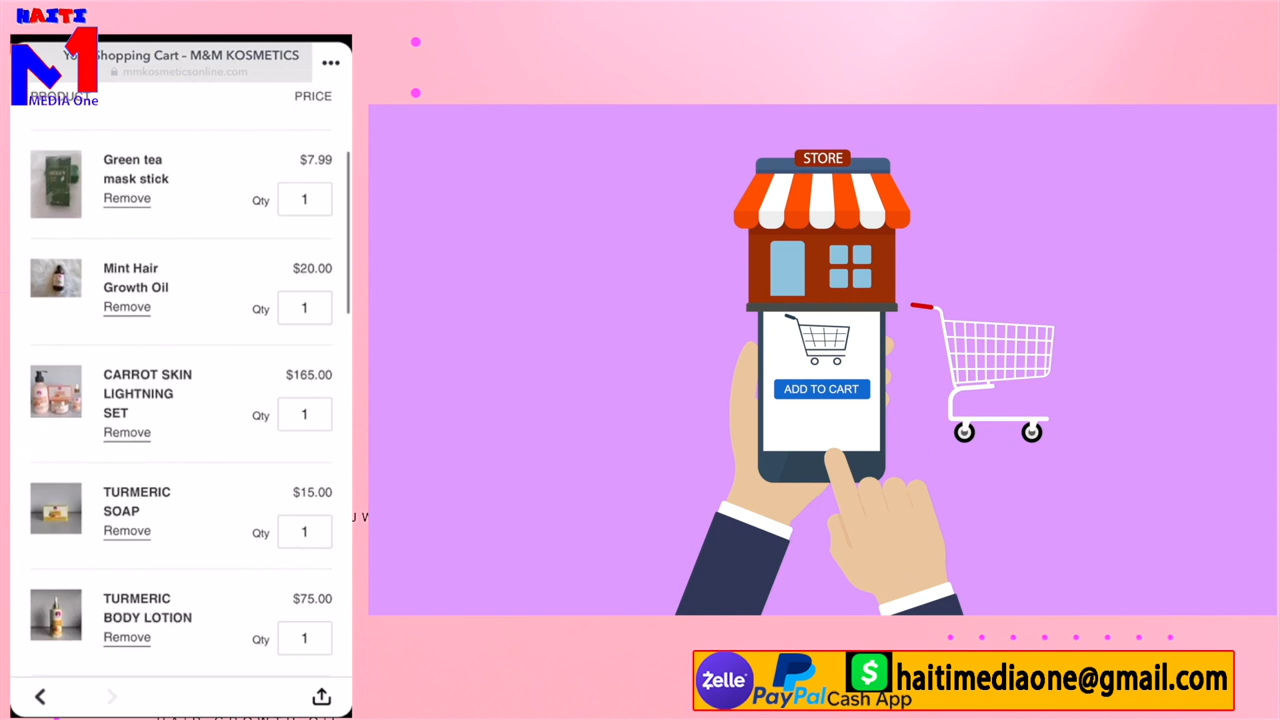 HAITI
M1
MEDIA One
Shopping Cart – M&M KOSMETICS
mmkosmeticsonline.com
PRICE
Green tea
mask stick
$7.99
Remove
Qty 1
Mint Hair
Growth Oil
$20.00
Remove
Qty 1
CARROT SKIN
LIGHTNING
SET
$165.00
Remove
Qty 1
TURMERIC
SOAP
$15.00
Remove
Qty 1
TURMERIC
BODY LOTION
$75.00
Remove
Qty 1
STORE
ADD TO CART
Zelle
PayPal
$
Cash App
haitimediaone@gmail.com